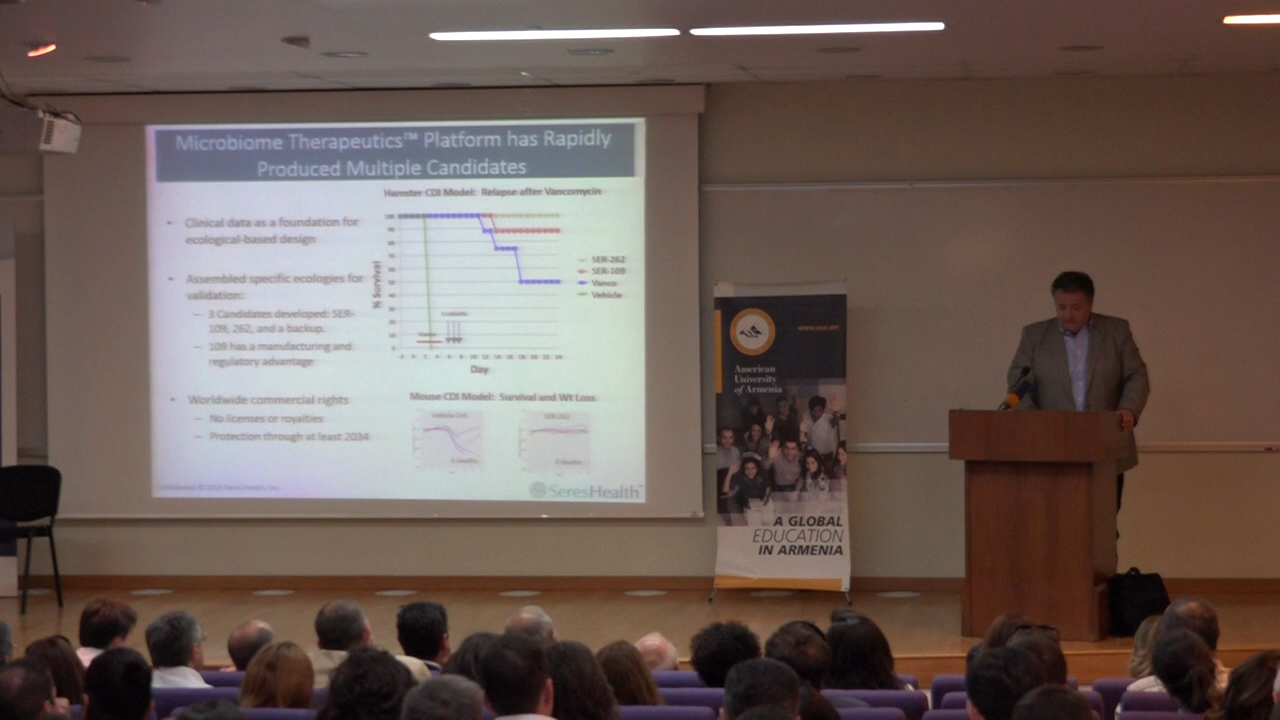 Microbiome Therapeutics™ Platform has Rapidly
Produced Multiple Candidates
Hamster CDI Model: Relapse after Vancomycin
- Clinical data as a foundation for
ecological-based design
- Assembled specific ecologies for
validation:
– 3 Candidates developed: SER-
109, 262, and a backup.
– 109 has a manufacturing and
regulatory advantage
• Worldwide commercial rights
– No licenses or royalties
– Protection through at least 2034
% Survival
SER-262
SER-109
Vanco
Vehicle
Day
Mouse CDI Model: Survival and Wt Loss
SER-262
SeresHealth™
American
University
of Armenia
A GLOBAL
EDUCATION
IN ARMENIA